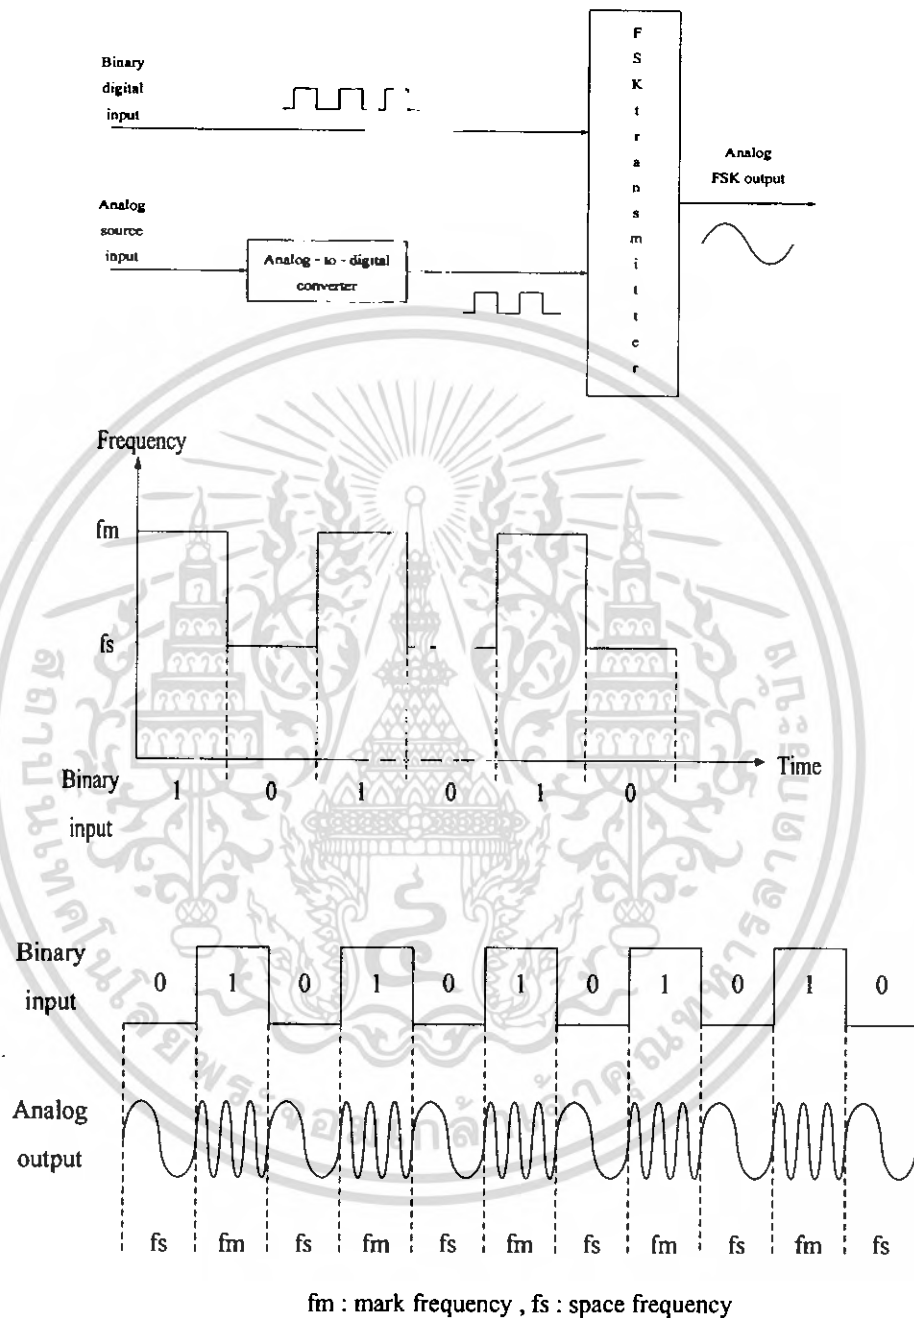 Binary
digital
input
FSK transmitter
Analog
FSK output
Analog
source
input
Analog - to - digital
converter
Frequency
fm
fs
Time
Binary
input
1 0 1 0 1 0
Binary
input
0 1 0 1 0 1 0 1 0 1 0
Analog
output
fs fm fs fm fs fm fs fm fs fm fs
fm : mark frequency , fs : space frequency